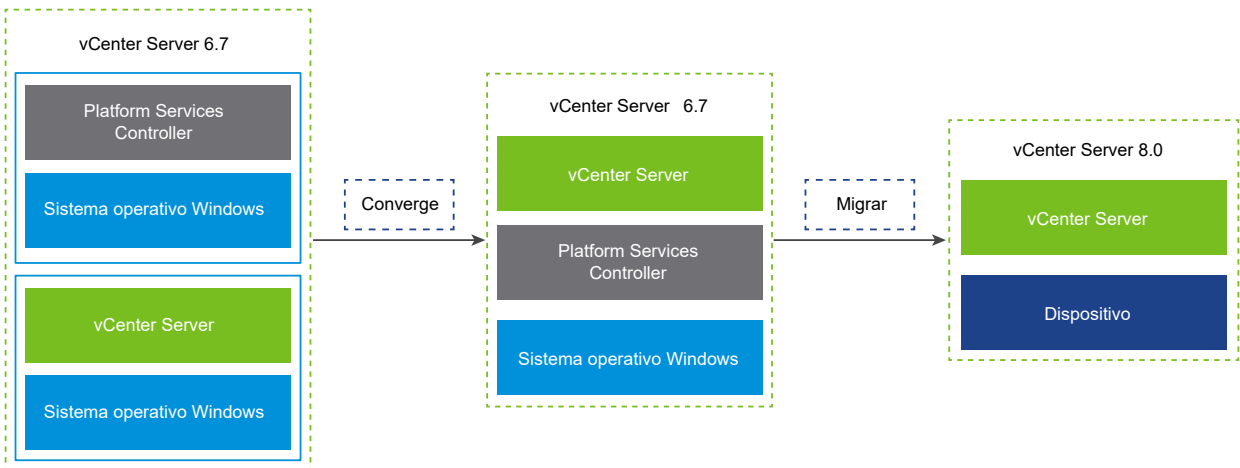 vCenter Server 6.7
Platform Services
Controller
Sistema operativo Windows
vCenter Server
Sistema operativo Windows
Converge
vCenter Server 6.7
vCenter Server
Platform Services
Controller
Sistema operativo Windows
Migrar
vCenter Server 8.0
vCenter Server
Dispositivo